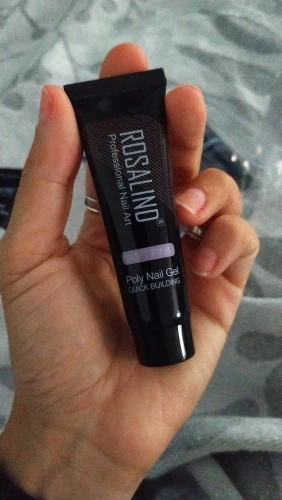 ROSALIND®
Professional Nail Art
Poly Nail Gel
QUICK BUILDING